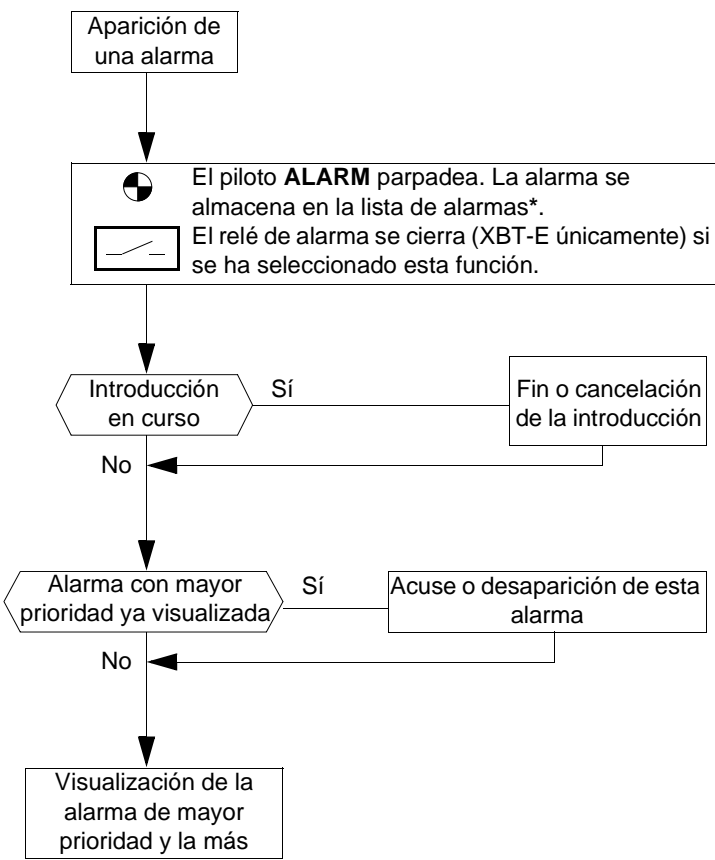 Aparición de
una alarma
El piloto ALARM parpadea. La alarma se
almacena en la lista de alarmas*.
El relé de alarma se cierra (XBT-E únicamente) si
se ha seleccionado esta función.
Introducción
en curso
Sí
Fin o cancelación
de la introducción
No
Alarma con mayor
prioridad ya visualizada
Sí
Acuse o desaparición de esta
alarma
No
Visualización de la
alarma de mayor
prioridad y la más